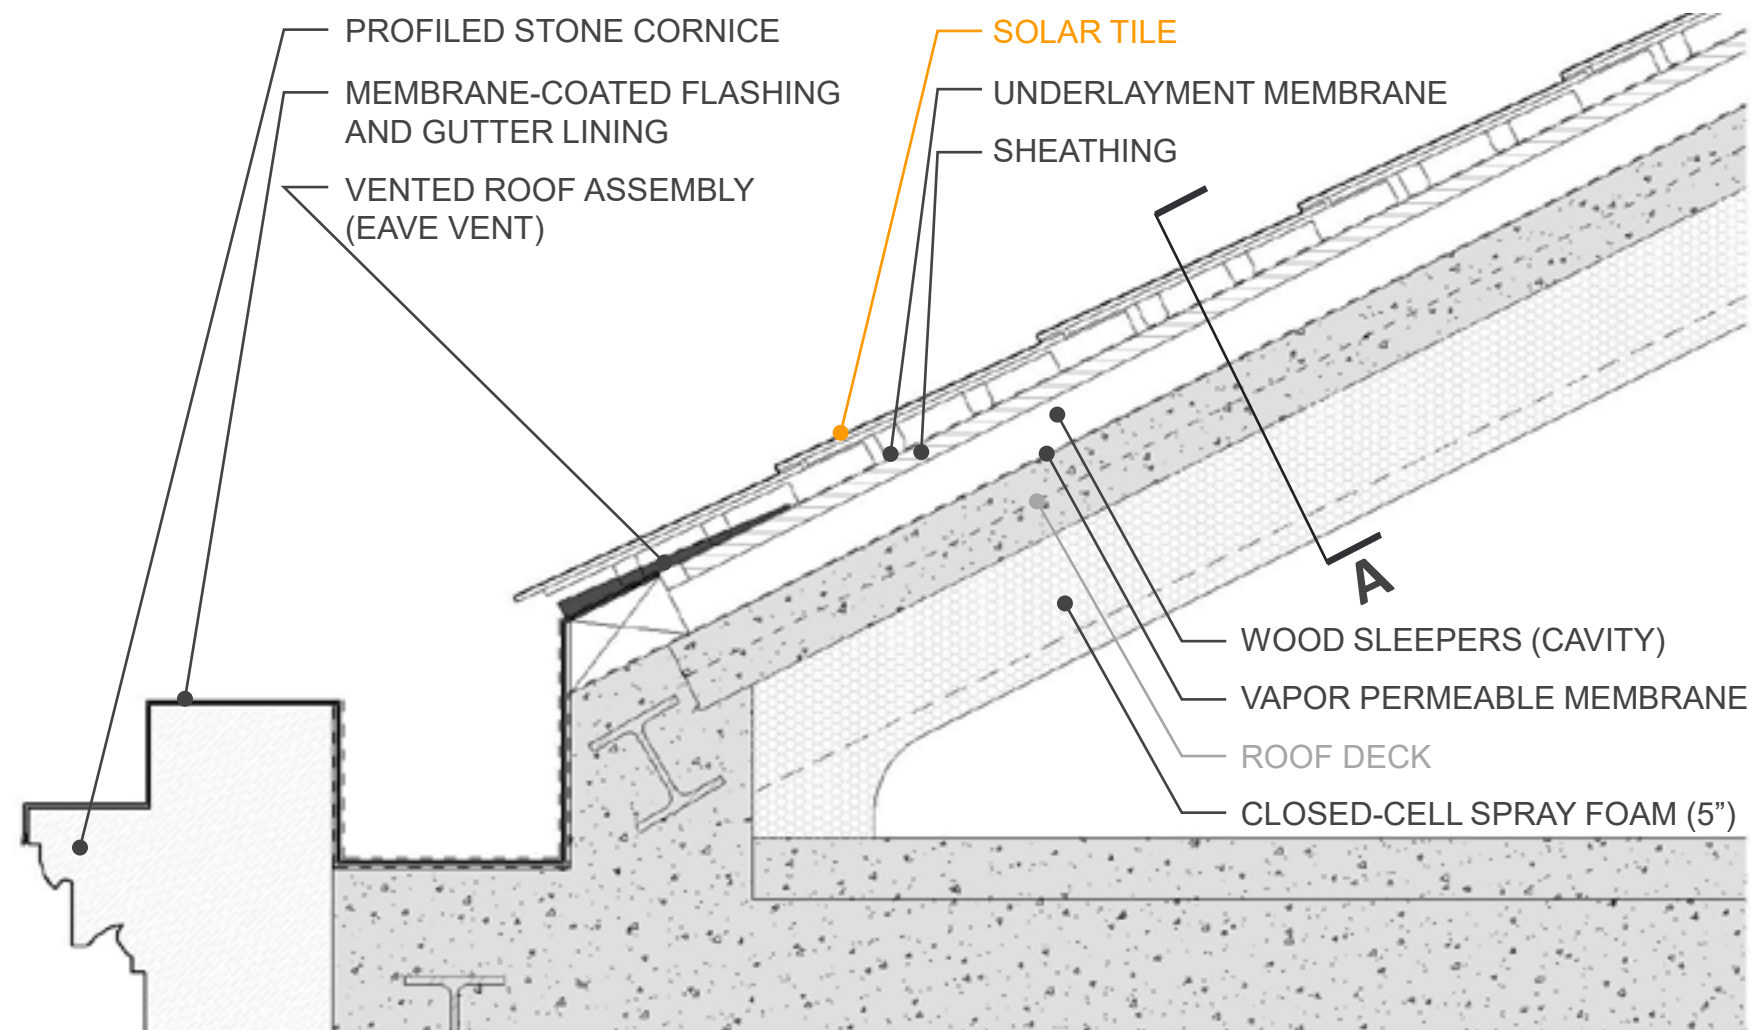 PROFILED STONE CORNICE
MEMBRANE-COATED FLASHING
AND GUTTER LINING
VENTED ROOF ASSEMBLY
(EAVE VENT)
SOLAR TILE
UNDERLAYMENT MEMBRANE
SHEATHING
A
WOOD SLEEPERS (CAVITY)
VAPOR PERMEABLE MEMBRANE
ROOF DECK
CLOSED-CELL SPRAY FOAM (5”)